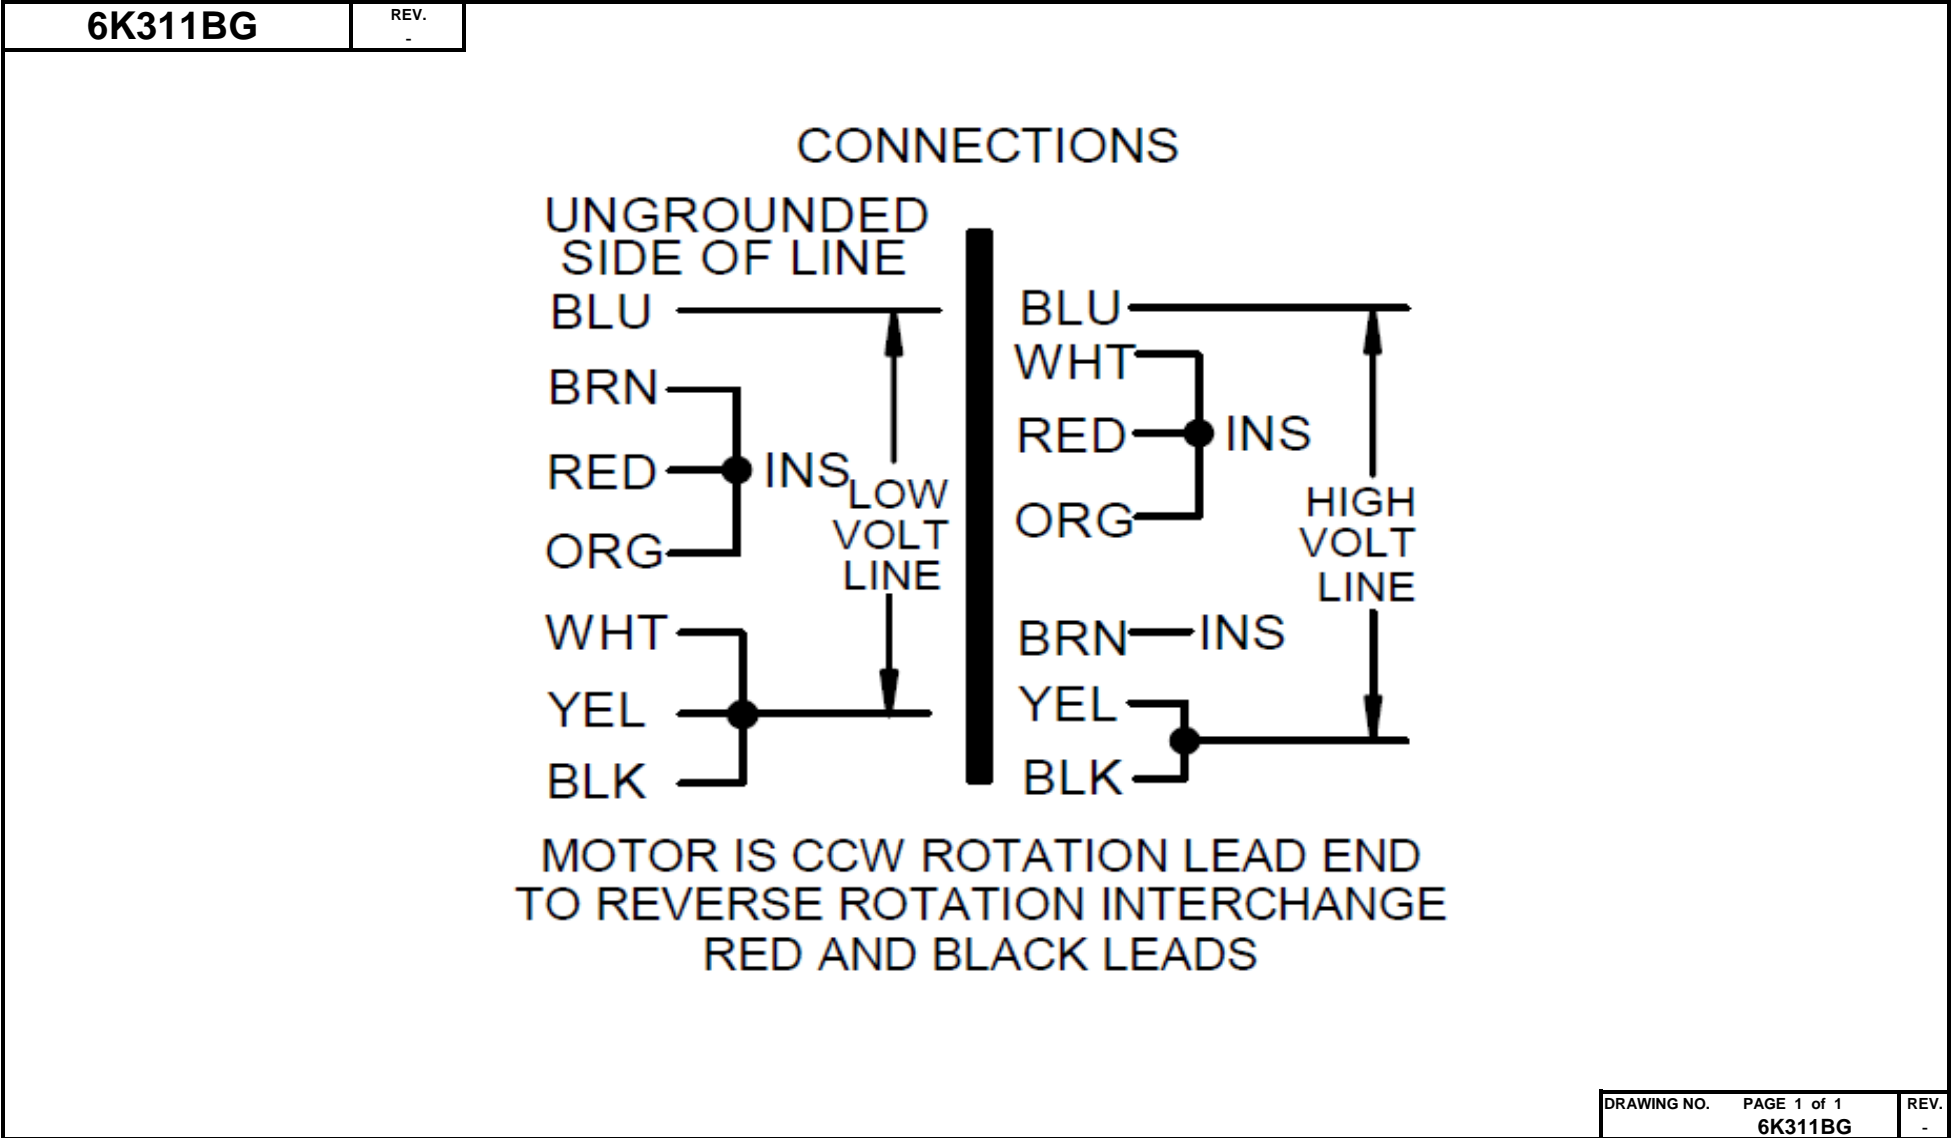 6K311BG
REV.
-
CONNECTIONS
UNGROUNDED
SIDE OF LINE
BLU
BRN
RED
INS
ORG
WHT
YEL
BLK
LOW
VOLT
LINE
BLU
WHT
RED
INS
ORG
BRN
INS
YEL
BLK
HIGH
VOLT
LINE
MOTOR IS CCW ROTATION LEAD END
TO REVERSE ROTATION INTERCHANGE
RED AND BLACK LEADS
DRAWING NO. PAGE 1 of 1
6K311BG
REV.
-